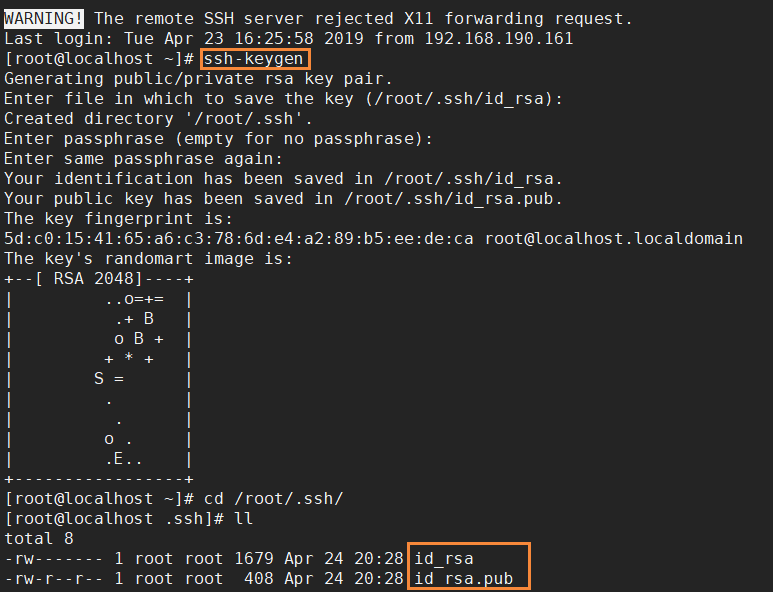 WARNING! The remote SSH server rejected X11 forwarding request.
Last login: Tue Apr 23 16:25:58 2019 from 192.168.190.161
[root@localhost ~]# ssh-keygen
Generating public/private rsa key pair.
Enter file in which to save the key (/root/.ssh/id_rsa):
Created directory '/root/.ssh'.
Enter passphrase (empty for no passphrase):
Enter same passphrase again:
Your identification has been saved in /root/.ssh/id_rsa.
Your public key has been saved in /root/.ssh/id_rsa.pub.
The key fingerprint is:
5d:c0:15:41:65:a6:c3:78:6d:e4:a2:89:b5:ee:de:ca root@localhost.localdomain
The key's randomart image is:
+--[ RSA 2048]----+
|         ..o=+=  |
|          .+ B   |
|          o B +  |
|         + * +   |
|        S =      |
|         .       |
|          .      |
|         o .     |
|         .E..    |
+-----------------+
[root@localhost ~]# cd /root/.ssh/
[root@localhost .ssh]# ll
total 8
-rw------- 1 root root 1679 Apr 24 20:28 id_rsa
-rw-r--r-- 1 root root  408 Apr 24 20:28 id_rsa.pub